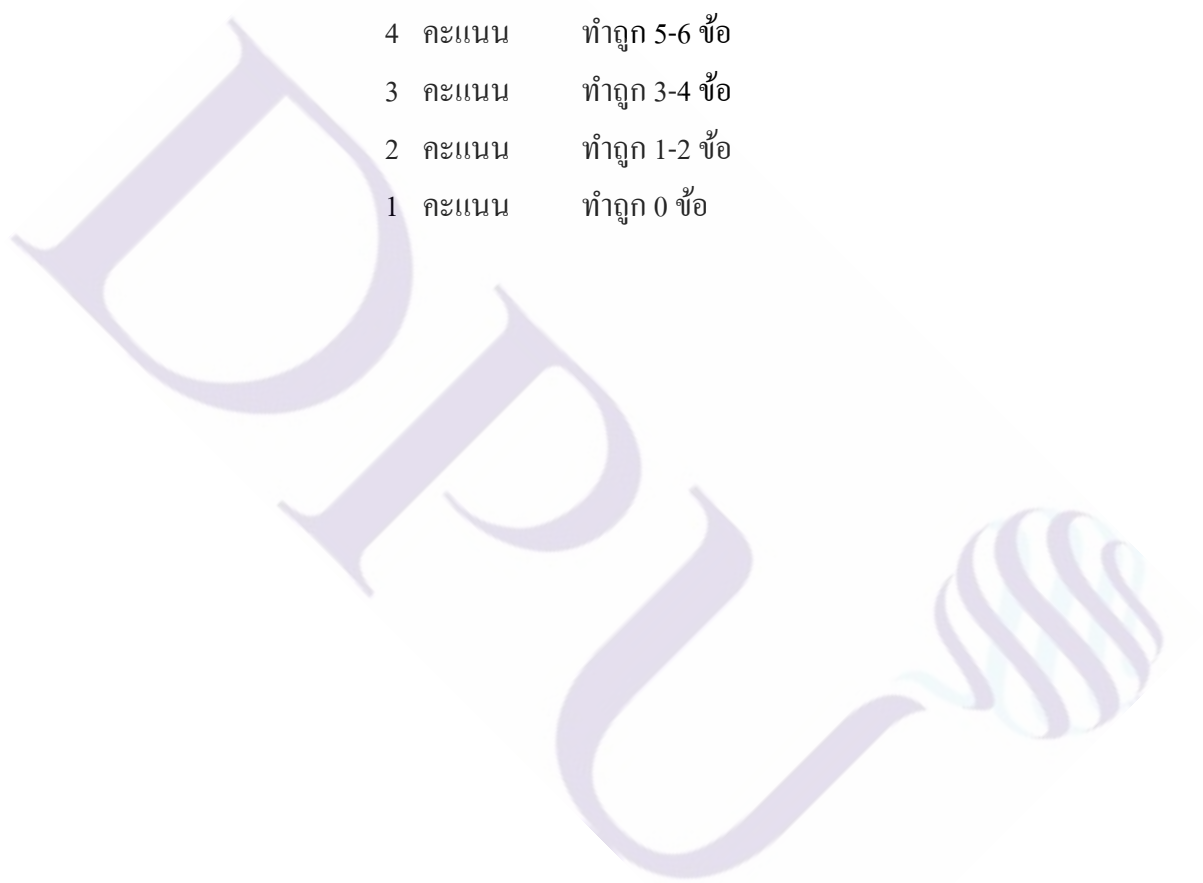 4 คะแนน ทำถูก 5-6 ข้อ
3 คะแนน ทำถูก 3-4 ข้อ
2 คะแนน ทำถูก 1-2 ข้อ
1 คะแนน ทำถูก 0 ข้อ
DPU